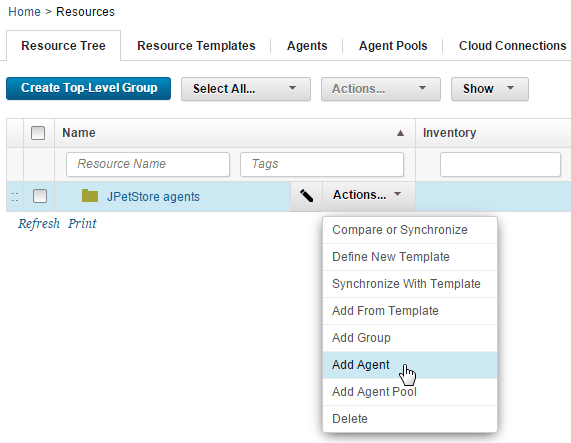 Home > Resources
Resource Tree Resource Templates Agents Agent Pools Cloud Connections
Create Top-Level Group Select All... Actions... Show
Name Inventory
Resource Name Tags
JPetStore agents Actions...
Refresh Print
Compare or Synchronize
Define New Template
Synchronize With Template
Add From Template
Add Group
Add Agent
Add Agent Pool
Delete